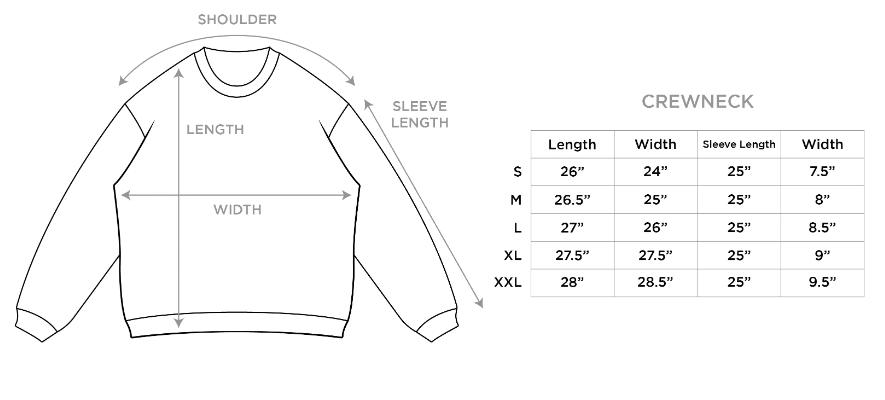 SHOULDER
SLEEVE
LENGTH
LENGTH
WIDTH
CREWNECK
Length Width Sleeve Length Width
S 26” 24” 25” 7.5”
M 26.5” 25” 25” 8”
L 27” 26” 25” 8.5”
XL 27.5” 27.5” 25” 9”
XXL 28” 28.5” 25” 9.5”